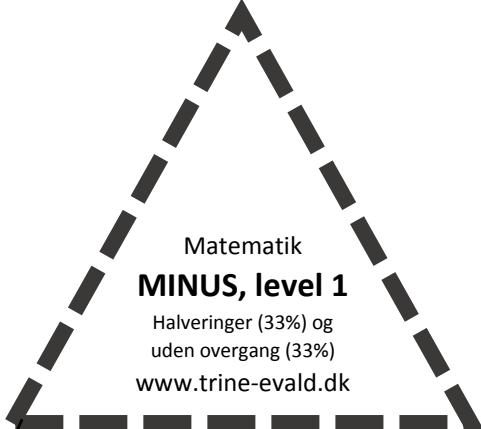 Matematik
MINUS, level 1
Halveringer (33%) og
uden overgang (33%)
www.trine-evald.dk